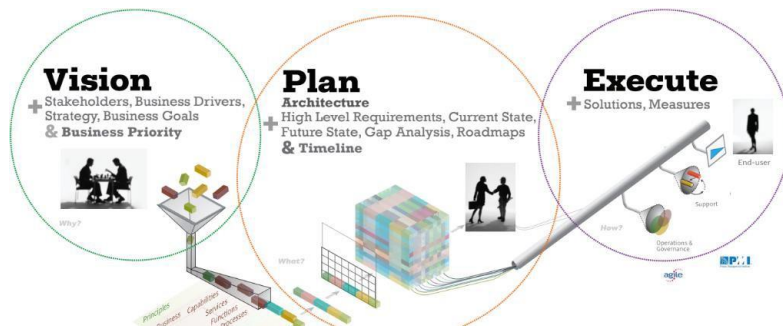 Vision
+ Stakeholders, Business Drivers,
Strategy, Business Goals
& Business Priority
Why?
Principles
Business Capabilities
Services
Functions
Processes
Plan
Architecture
+ High Level Requirements, Current State,
Future State, Gap Analysis, Roadmaps
& Timeline
What?
Execute
+ Solutions, Measures
End-user
Support
How?
Operations &
Governance
agile
PMI